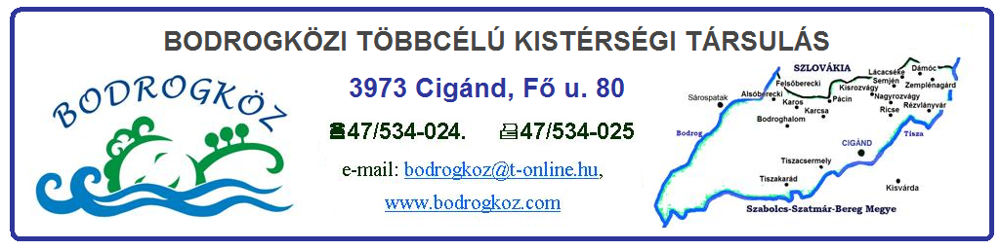 BODROGKÖZI TÖBBCÉLÚ KISTÉRSÉGI TÁRSULÁS
BODROGKÖZ
3973 Cigánd, Fő u. 80
47/534-024. 47/534-025
e-mail: bodrogkoz@t-online.hu,
www.bodrogkoz.com
SZLOVÁKIA
Lácacséke
Dámóc
Felsőberecki
Semjén
Zemplénagárd
Kisrozvágy
Sárospatak
Alsóberecki
Karos
Pácin
Nagyrozvágy
Révlányvár
Karcsa
Ricse
Bodroghalom
Bodrog
Tisza
CIGÁND
Tiszacsermely
Tiszakarád
Kisvárda
Szabolcs-Szatmár-Bereg Megye